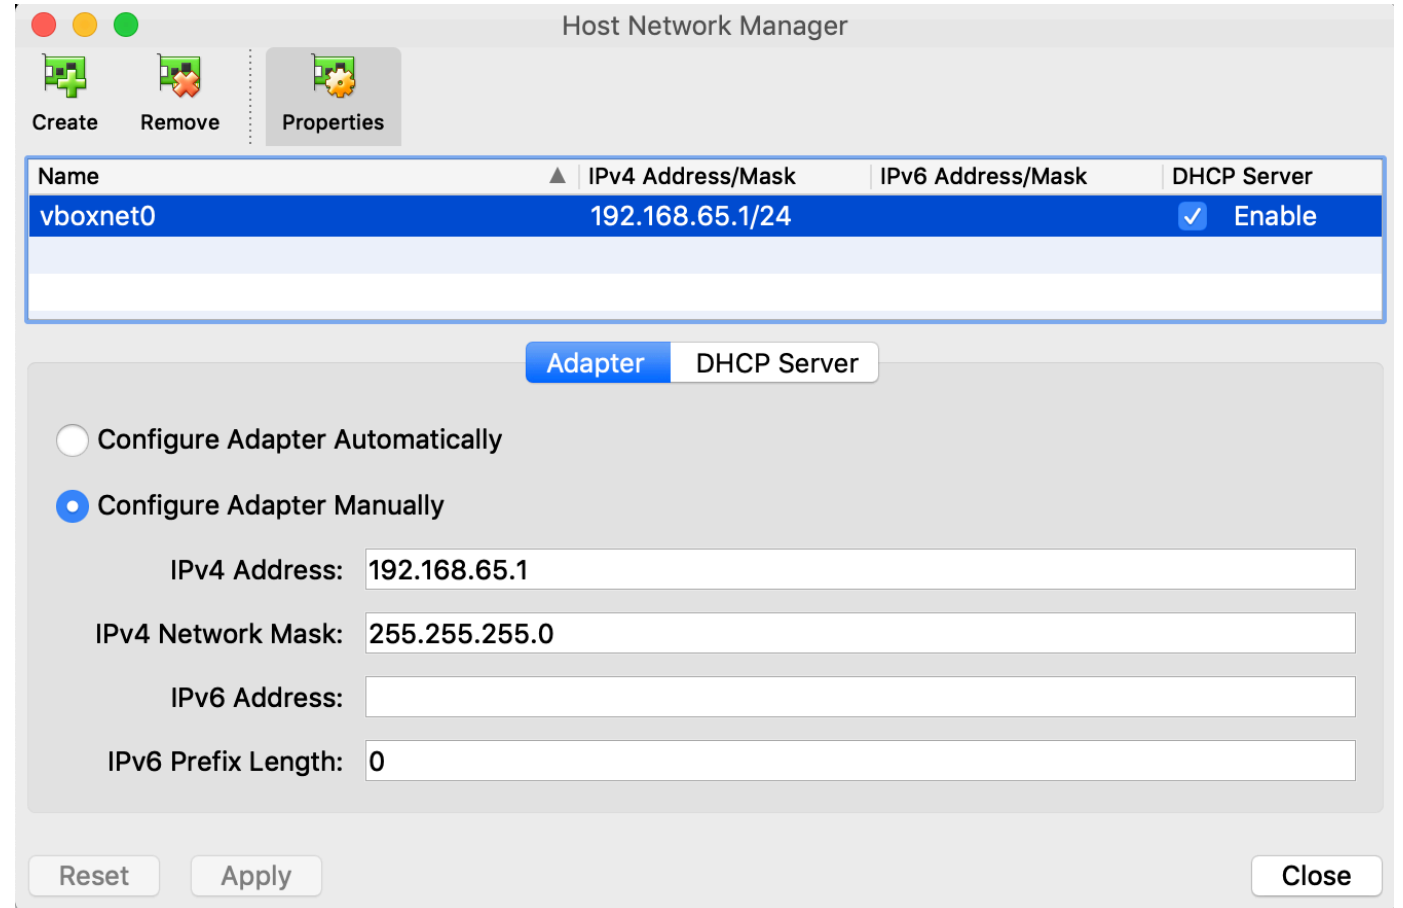 Host Network Manager
Create Remove Properties
Name IPv4 Address/Mask IPv6 Address/Mask DHCP Server
vboxnet0 192.168.65.1/24 Enable
Adapter DHCP Server
Configure Adapter Automatically
Configure Adapter Manually
IPv4 Address: 192.168.65.1
IPv4 Network Mask: 255.255.255.0
IPv6 Address:
IPv6 Prefix Length: 0
Reset Apply Close